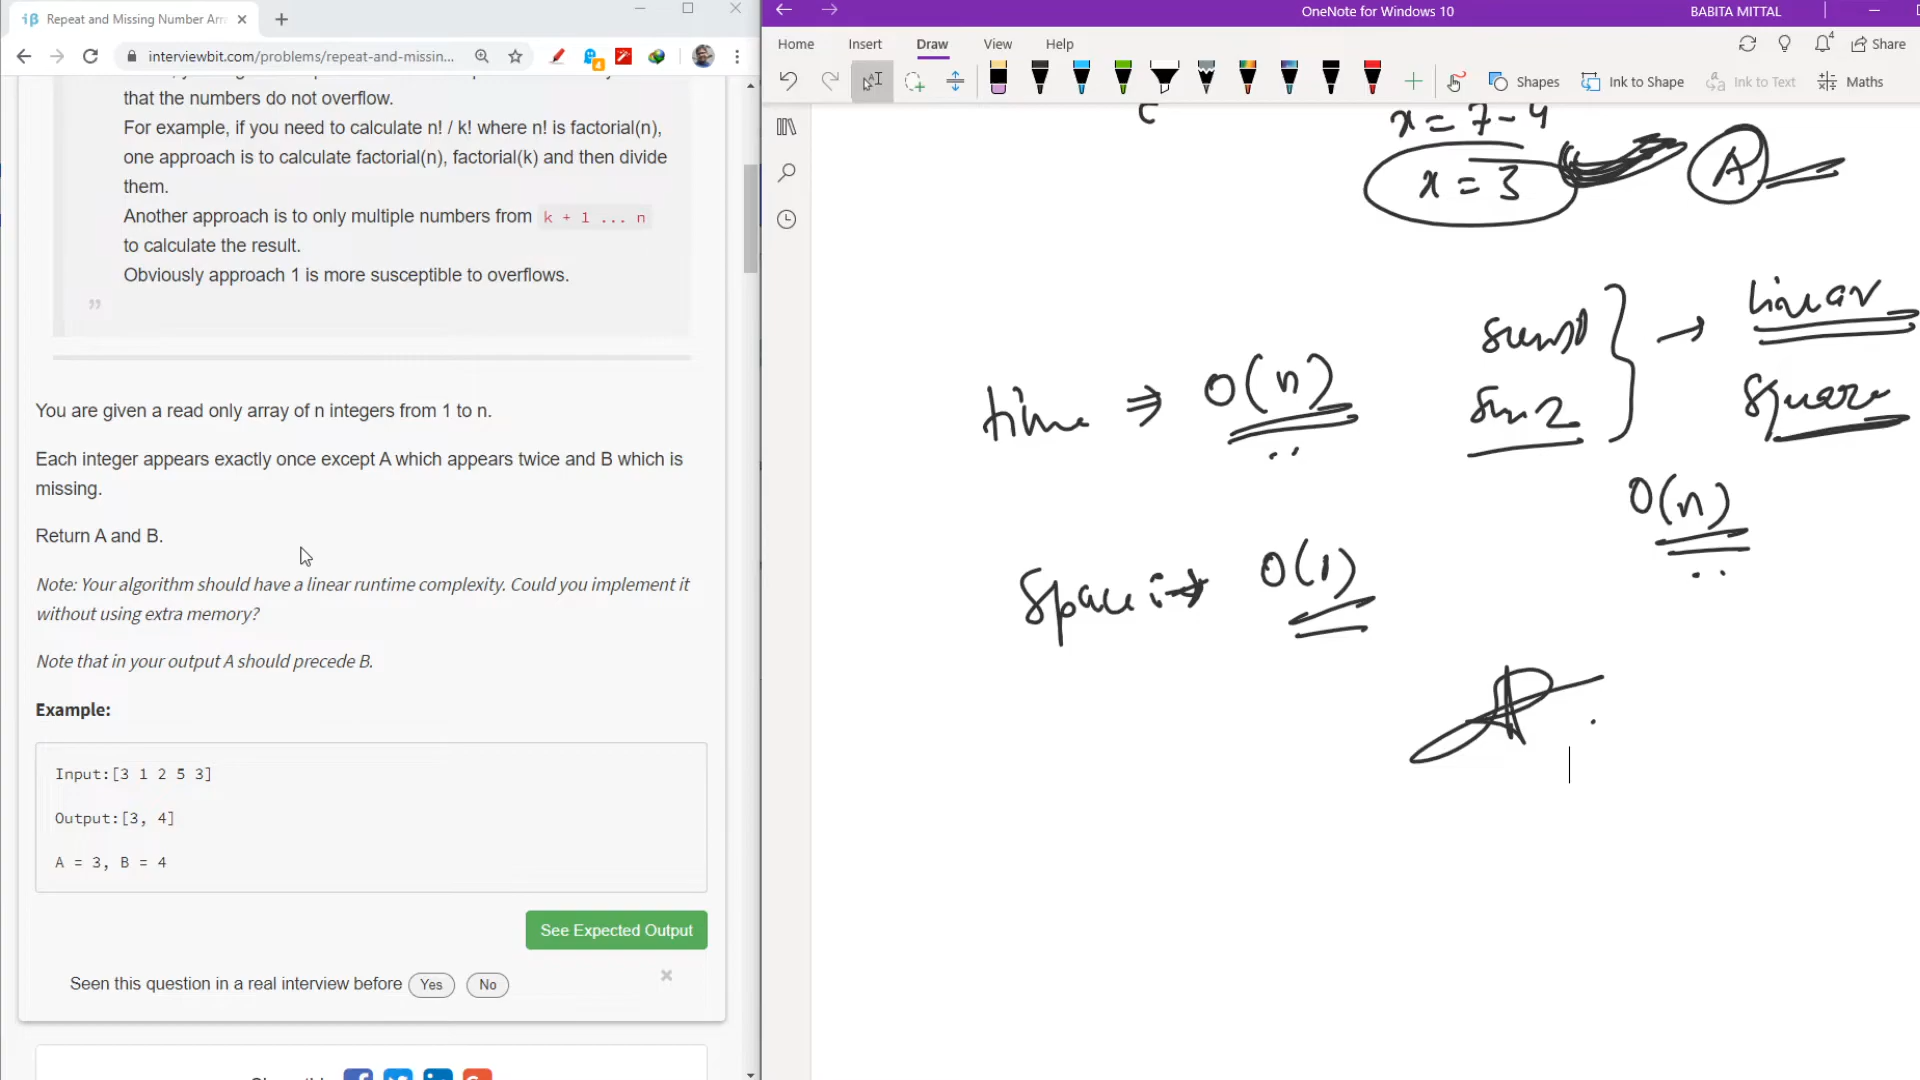 Repeat and Missing Number Arr
interviewbit.com/problems/repeat-and-missin...
that the numbers do not overflow.
For example, if you need to calculate n! / k! where n! is factorial(n),
one approach is to calculate factorial(n), factorial(k) and then divide
them.
Another approach is to only multiple numbers from k + 1 ... n
to calculate the result.
Obviously approach 1 is more susceptible to overflows.
You are given a read only array of n integers from 1 to n.
Each integer appears exactly once except A which appears twice and B which is
missing.
Return A and B.
Note: Your algorithm should have a linear runtime complexity. Could you implement it
without using extra memory?
Note that in your output A should precede B.
Example:
Input:[3 1 2 5 3]
Output:[3, 4]
A = 3, B = 4
See Expected Output
Seen this question in a real interview before Yes No
OneNote for Windows 10
BABITA MITTAL
Home Insert Draw View Help
4 Share
Shapes Ink to Shape Ink to Text Maths
x = 7 - 4
x = 3 A
sum1 → linear
sum 2 square
time ⇒ O(n)
O(n)
Space :→ O(1)